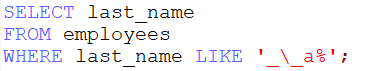 SELECT last_name
FROM employees
WHERE last_name LIKE '_\_a%';